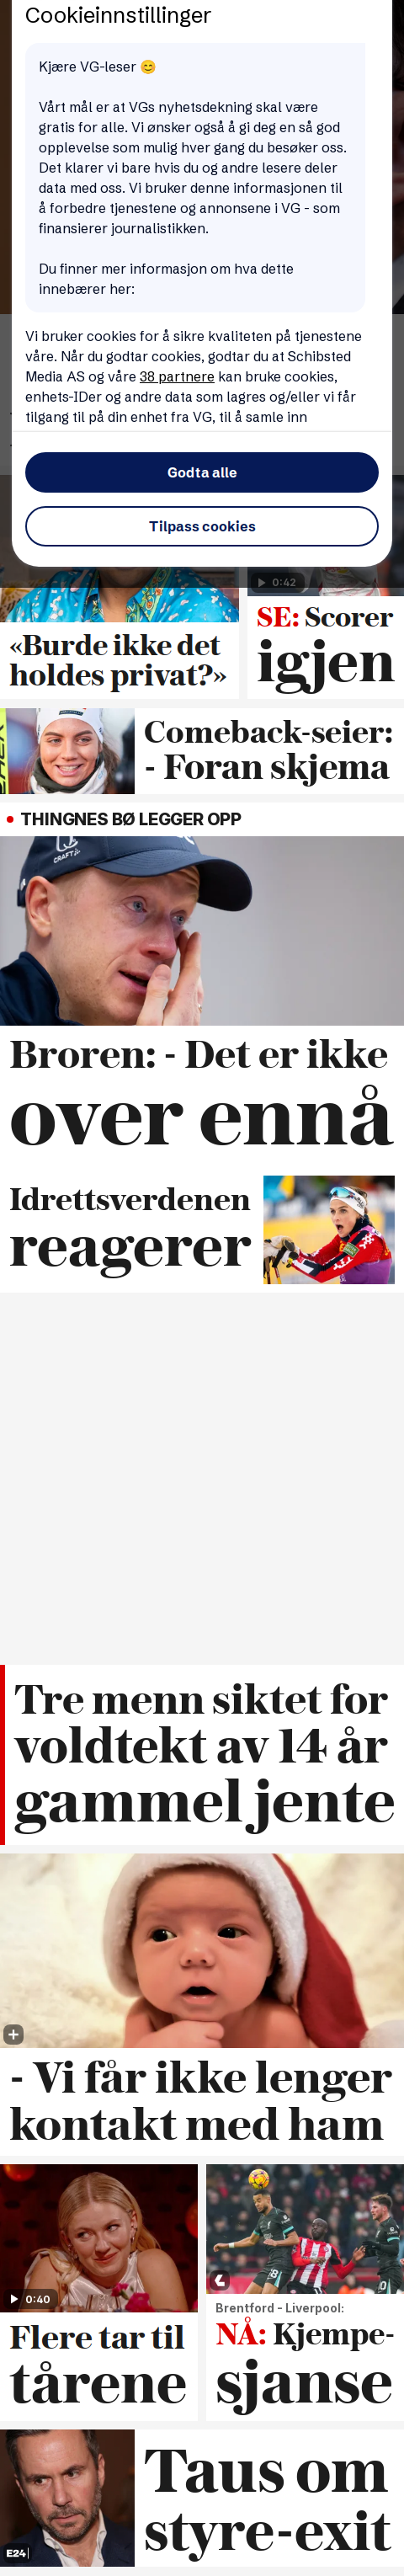 Cookieinnstillinger
Kjære VG-leser 😊
Vårt mål er at VGs nyhetsdekning skal være
gratis for alle. Vi ønsker også å gi deg en så god
opplevelse som mulig hver gang du besøker oss.
Det klarer vi bare hvis du og andre lesere deler
data med oss. Vi bruker denne informasjonen til
å forbedre tjenestene og annonsene i VG - som
finansierer journalistikken.
Du finner mer informasjon om hva dette
innebærer her:
Vi bruker cookies for å sikre kvaliteten på tjenestene
våre. Når du godtar cookies, godtar du at Schibsted
Media AS og våre 38 partnere kan bruke cookies,
enhets-IDer og andre data som lagres og/eller vi får
tilgang til på din enhet fra VG, til å samle inn
Godta alle
Tilpass cookies
«Burde ikke det
holdes privat?»
0:42
SE: Scorer
igjen
Comeback-seier:
- Foran skjema
THINGNES BØ LEGGER OPP
CRAFT
Broren: - Det er ikke
over ennå
Idrettsverdenen
reagerer
Tre menn siktet for
voldtekt av 14 år
gammel jente
- Vi får ikke lenger
kontakt med ham
0:40
Flere tar til
tårene
Brentford - Liverpool:
NÅ: Kjempe-
sjanse
E24
Taus om
styre-exit